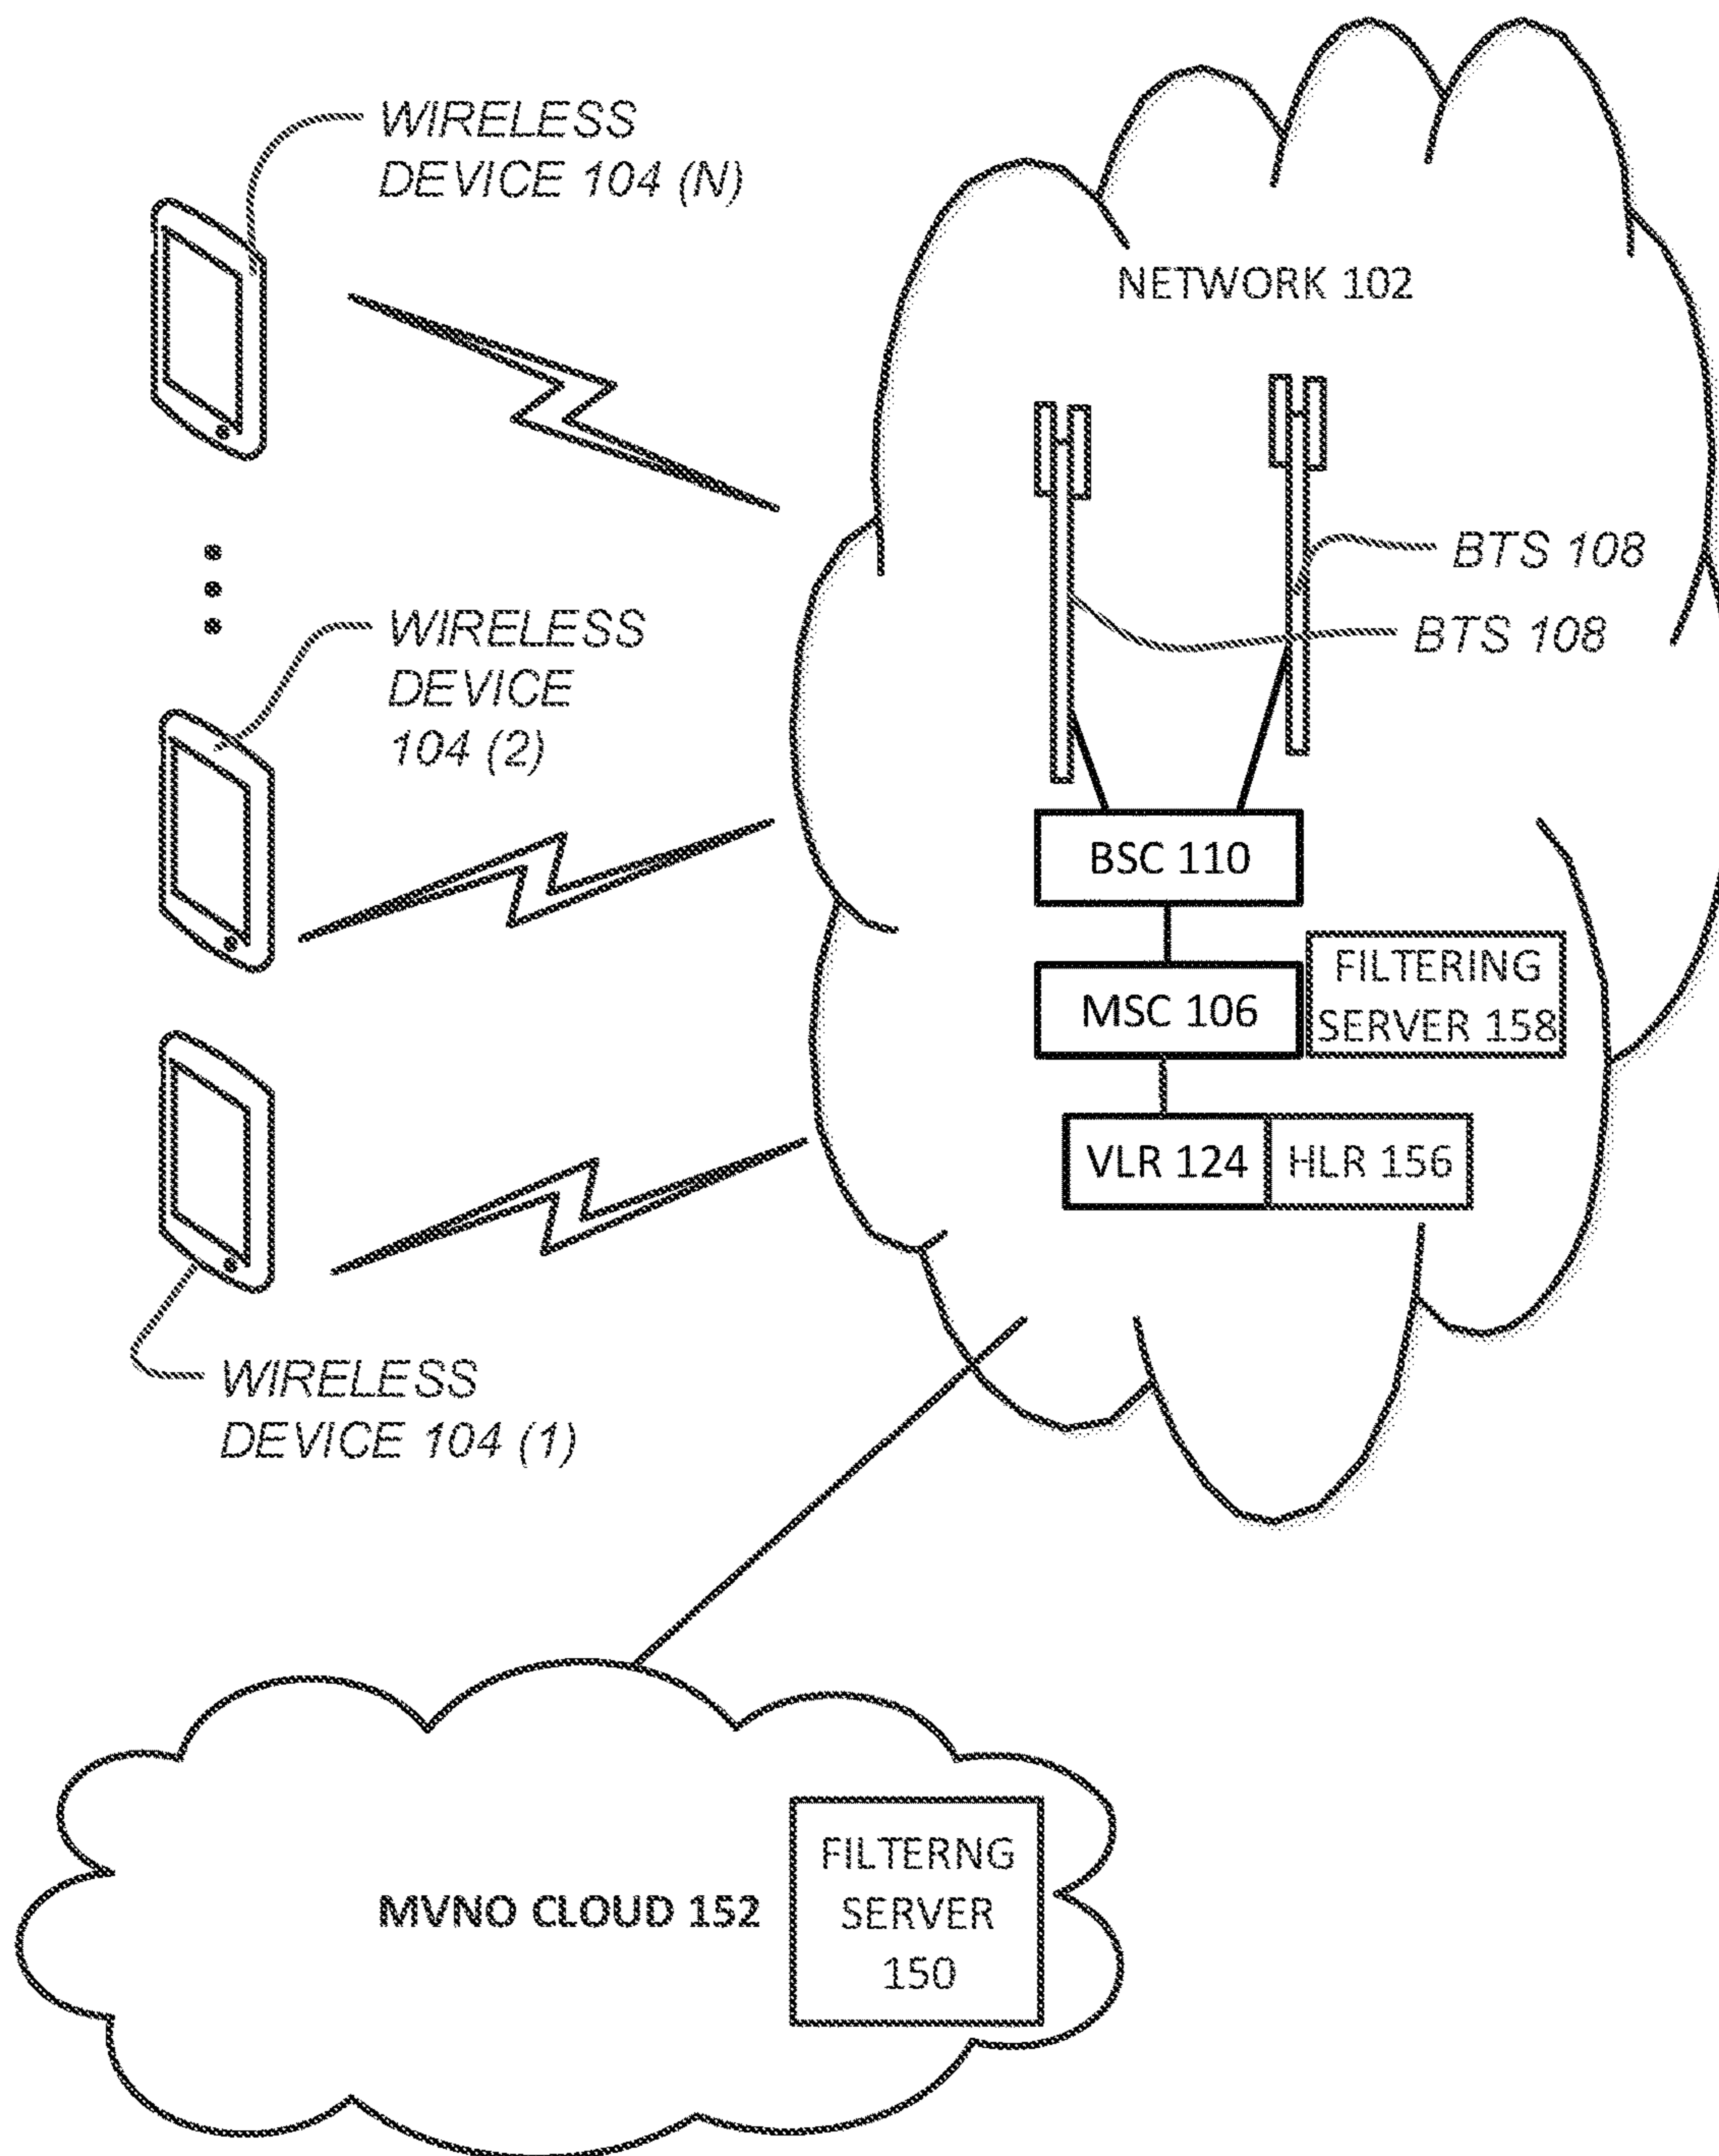 WIRELESS
DEVICE 104 (N)
NETWORK 102
BTS 108
BTS 108
WIRELESS
DEVICE
104 (2)
BSC 110
MSC 106
FILTERING
SERVER 158
VLR 124
HLR 156
WIRELESS
DEVICE 104 (1)
MVNO CLOUD 152
FILTERNG
SERVER
150